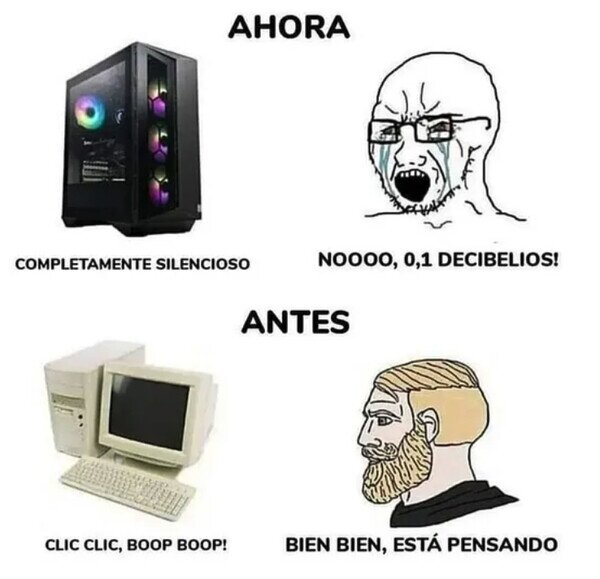 AHORA
COMPLETAMENTE SILENCIOSO
NOOOO, 0,1 DECIBELIOS!
ANTES
CLIC CLIC, BOOP BOOP!
BIEN BIEN, ESTÁ PENSANDO